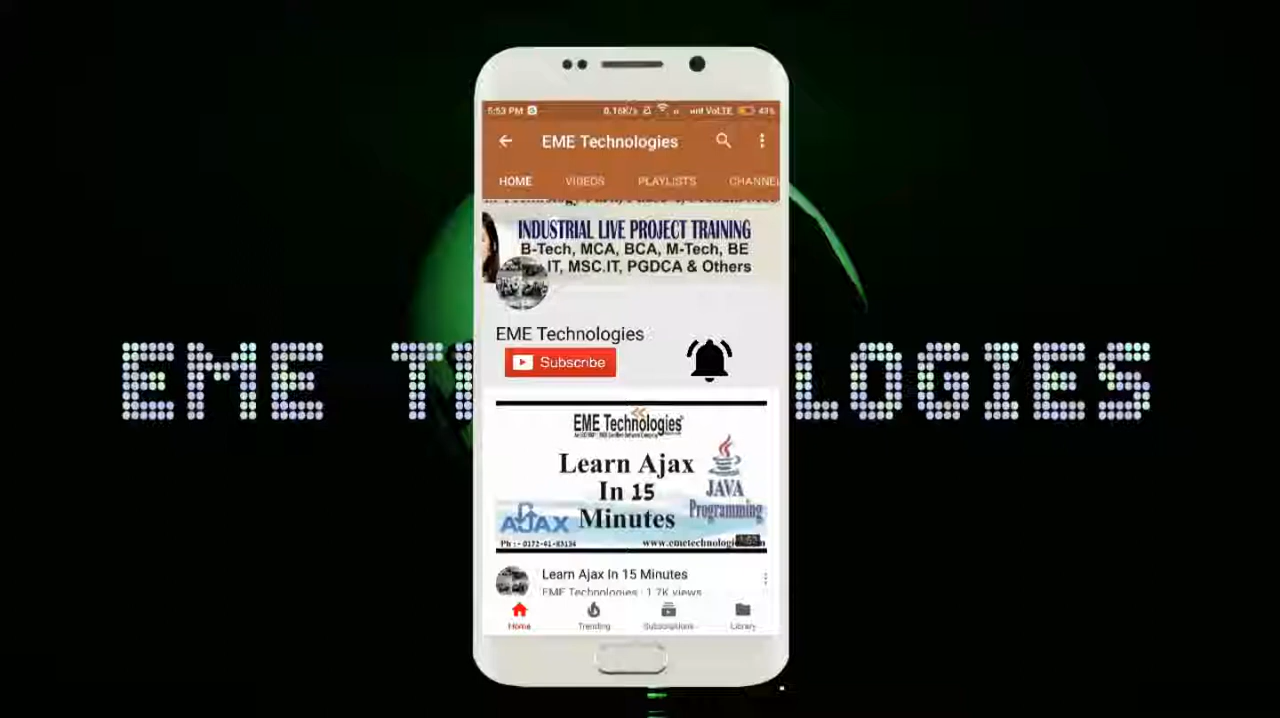 5:53 PM
0.16K/s VoLTE 43%
EME Technologies
HOME VIDEOS PLAYLISTS CHANNEL
INDUSTRIAL LIVE PROJECT TRAINING
B-Tech, MCA, BCA, M-Tech, BE
IT, MSC.IT, PGDCA & Others
EME Technologies
Subscribe
EME T LOGIES
EME Technologies
Learn Ajax
In 15
Minutes
JAVA
Programming
AJAX
www.emetechnologi
Learn Ajax In 15 Minutes
EME Technologies · 1.7K views
Home Trending Subscriptions Library